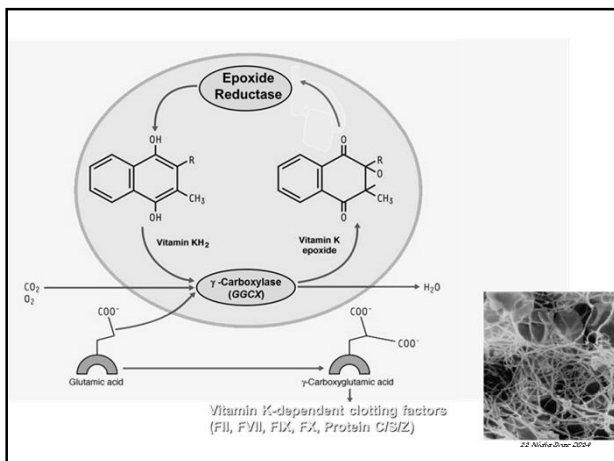 Epoxide
Reductase
OH
R
CH₃
OH
O
R
O
CH₃
O
Vitamin KH₂
Vitamin K
epoxide
CO₂
O₂
γ-Carboxylase
(GGCX)
H₂O
COO⁻
COO⁻
COO⁻
Glutamic acid
γ-Carboxyglutamic acid
Vitamin K-dependent clotting factors
(FII, FVII, FIX, FX, Protein C/S/Z)